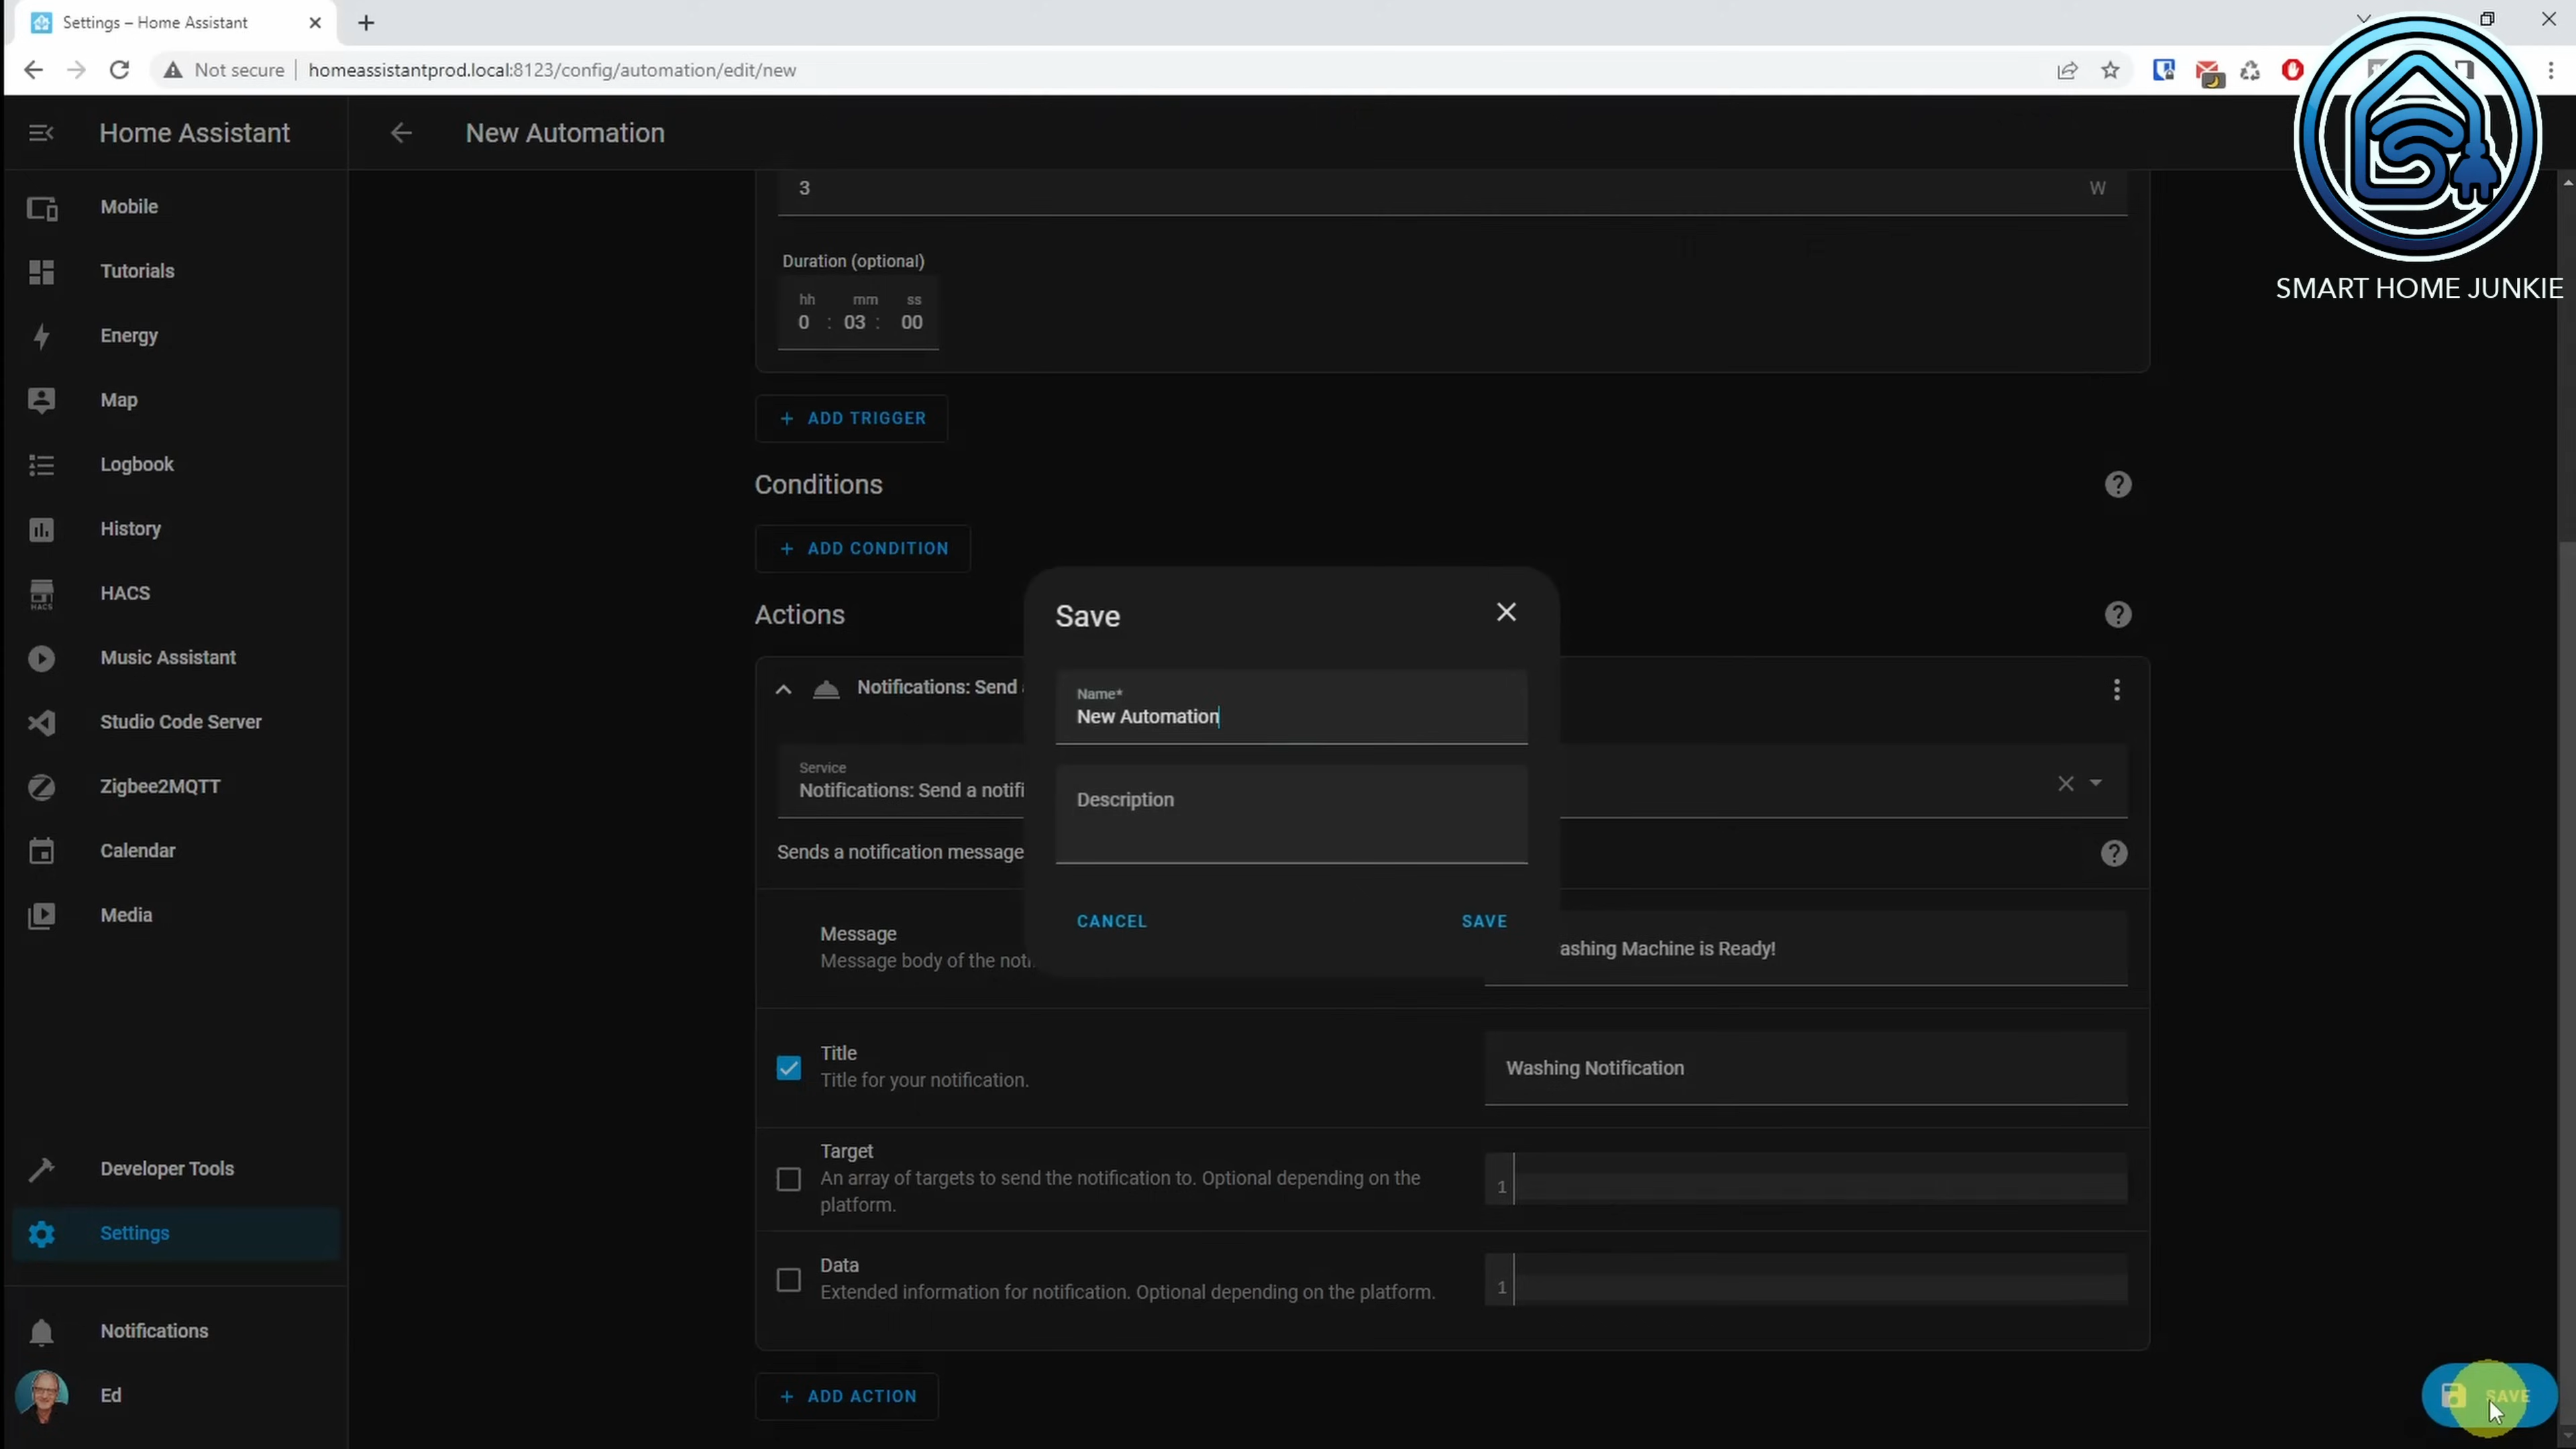 Settings – Home Assistant
Not secure
homeassistantprod.local:8123/config/automation/edit/new
SMART HOME JUNKIE
Home Assistant
New Automation
Mobile
Tutorials
Energy
Map
Logbook
History
HACS
HACS
Music Assistant
Studio Code Server
Zigbee2MQTT
Calendar
Media
Developer Tools
Settings
Notifications
Ed
3 W
Duration (optional)
hh mm ss
0 : 03 : 00
+ ADD TRIGGER
Conditions
+ ADD CONDITION
Actions
Notifications: Send
Service
Notifications: Send a notifi
Sends a notification message
Message
Message body of the
ashing Machine is Ready!
Title
Title for your notification.
Washing Notification
Target
An array of targets to send the notification to. Optional depending on the
platform.
1
Data
Extended information for notification. Optional depending on the platform.
1
+ ADD ACTION
Save
Name*
New Automation
Description
CANCEL SAVE
SAVE